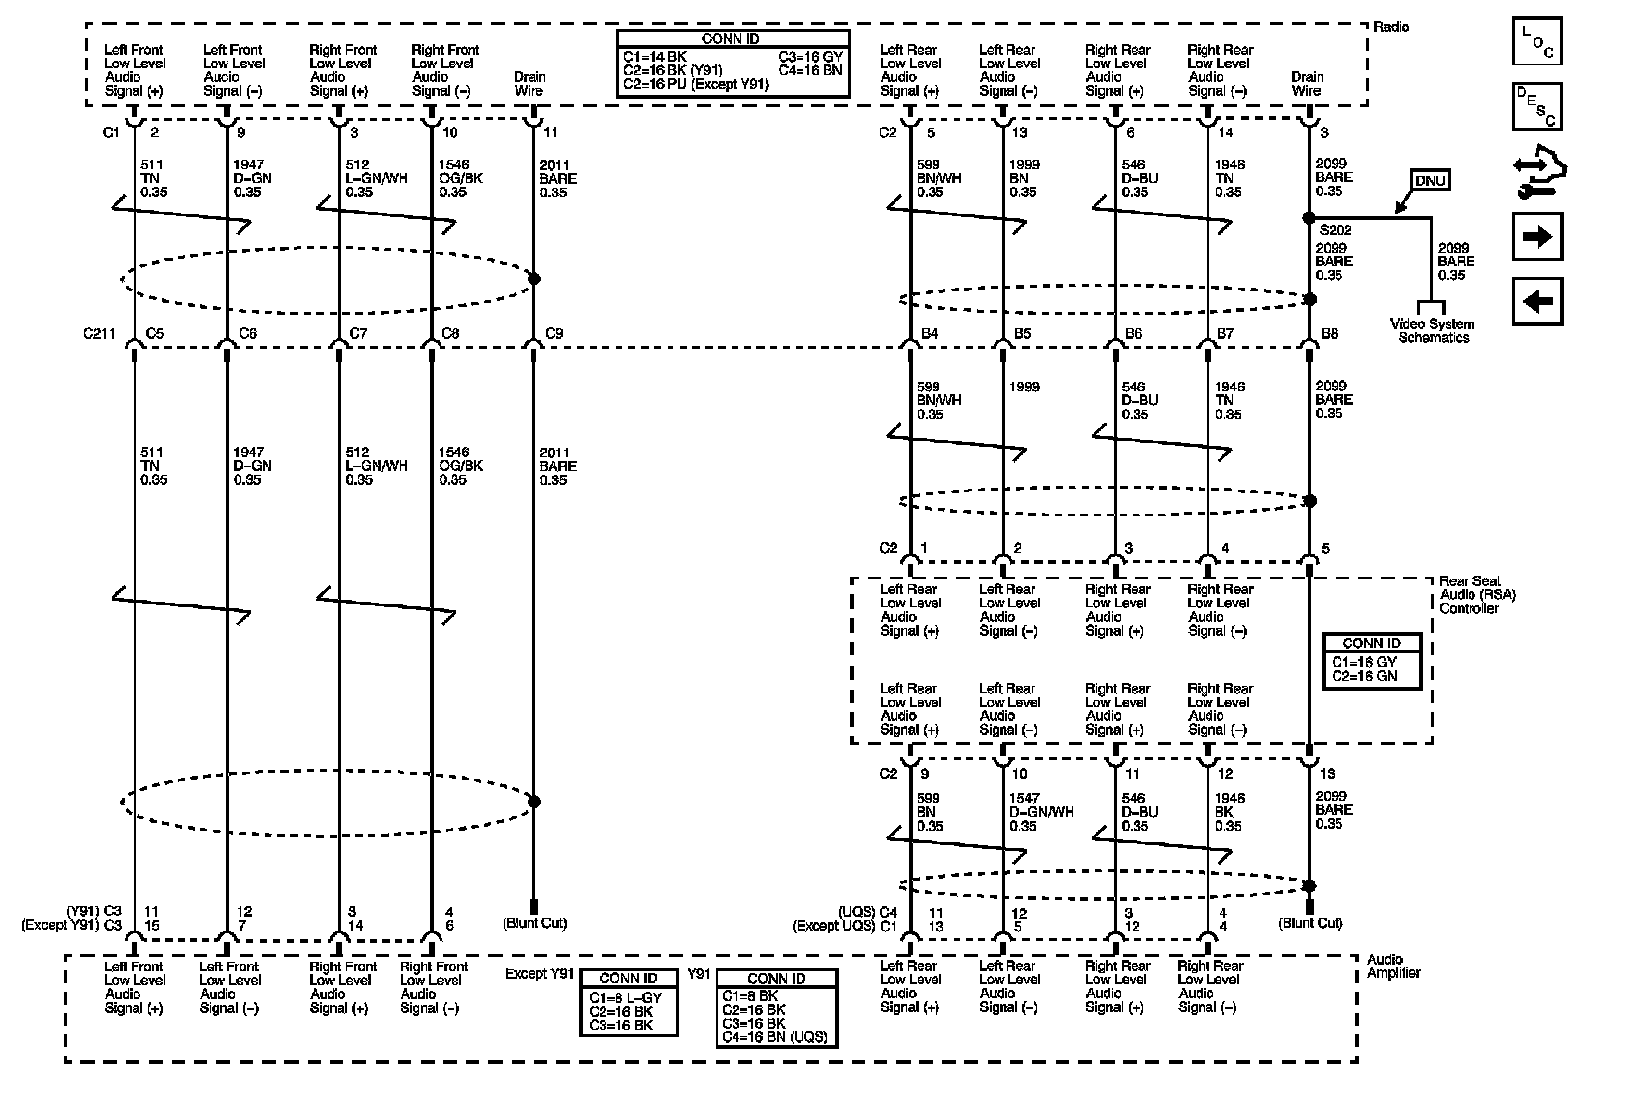 Radio
Left Front Low Level Audio Signal (+)
Left Front Low Level Audio Signal (−)
Right Front Low Level Audio Signal (+)
Right Front Low Level Audio Signal (−)
Drain Wire
CONN ID
C1=14 BK C3=16 GY
C2=16 BK (Y91) C4=16 BN
C2=16 PU (Except Y91)
Left Rear Low Level Audio Signal (+)
Left Rear Low Level Audio Signal (−)
Right Rear Low Level Audio Signal (+)
Right Rear Low Level Audio Signal (−)
Drain Wire
LOC
DESC
C1 2 9 3 10 11
C2 5 13 6 14 3
511 TN 0.35
1947 D−GN 0.35
512 L−GN/WH 0.35
1546 OG/BK 0.35
2011 BARE 0.35
599 BN/WH 0.35
1999 BN 0.35
546 D−BU 0.35
1946 TN 0.35
2099 BARE 0.35
DNU
S202
2099 BARE 0.35
2099 BARE 0.35
Video System Schematics
C211 C5 C6 C7 C8 C9 B4 B5 B6 B7 B8
599 BN/WH 0.35
1999
546 D−BU 0.35
1946 TN 0.35
2099 BARE 0.35
511 TN 0.35
1947 D−GN 0.35
512 L−GN/WH 0.35
1546 OG/BK 0.35
2011 BARE 0.35
C2 1 2 3 4 5
Rear Seat Audio (RSA) Controller
Left Rear Low Level Audio Signal (+)
Left Rear Low Level Audio Signal (−)
Right Rear Low Level Audio Signal (+)
Right Rear Low Level Audio Signal (−)
CONN ID
C1=16 GY
C2=16 GN
Left Rear Low Level Audio Signal (+)
Left Rear Low Level Audio Signal (−)
Right Rear Low Level Audio Signal (+)
Right Rear Low Level Audio Signal (−)
C2 9 10 11 12 13
599 BN 0.35
1547 D−GN/WH 0.35
546 D−BU 0.35
1946 BK 0.35
2099 BARE 0.35
(Y91) C3 11 12 3 4
(Except Y91) C3 15 7 14 6
(Blunt Cut)
(UQS) C4 11 12 3 4
(Except UQS) C1 13 5 12 4
(Blunt Cut)
Left Front Low Level Audio Signal (+)
Left Front Low Level Audio Signal (−)
Right Front Low Level Audio Signal (+)
Right Front Low Level Audio Signal (−)
Except Y91
CONN ID
C1=8 L−GY
C2=16 BK
C3=16 BK
Y91
CONN ID
C1=8 BK
C2=16 BK
C3=16 BK
C4=16 BN (UQS)
Left Rear Low Level Audio Signal (+)
Left Rear Low Level Audio Signal (−)
Right Rear Low Level Audio Signal (+)
Right Rear Low Level Audio Signal (−)
Audio Amplifier